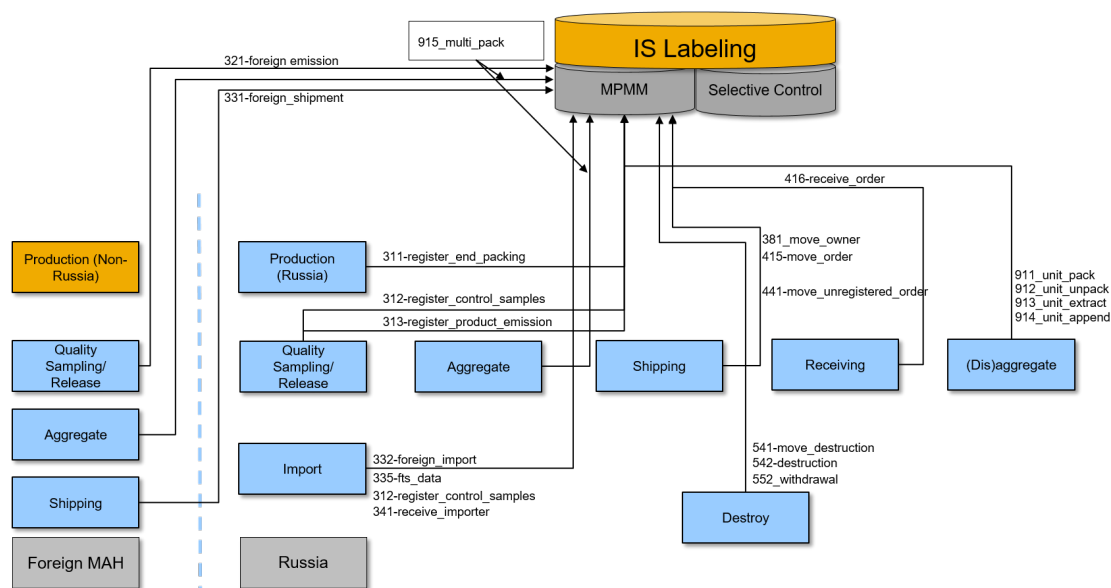 915_multi_pack
IS Labeling
321-foreign emission
MPMM
Selective Control
331-foreign_shipment
416-receive_order
Production (Non-
Russia)
Production
(Russia)
311-register_end_packing
381_move_owner
415-move_order
441-move_unregistered_order
911_unit_pack
912_unit_unpack
913_unit_extract
914_unit_append
312-register_control_samples
313-register_product_emission
Quality
Sampling/
Release
Quality
Sampling/
Release
Aggregate
Shipping
Receiving
(Dis)aggregate
Aggregate
Import
332-foreign_import
335-fts_data
312-register_control_samples
341-receive_importer
541-move_destruction
542-destruction
552_withdrawal
Shipping
Destroy
Foreign MAH
Russia